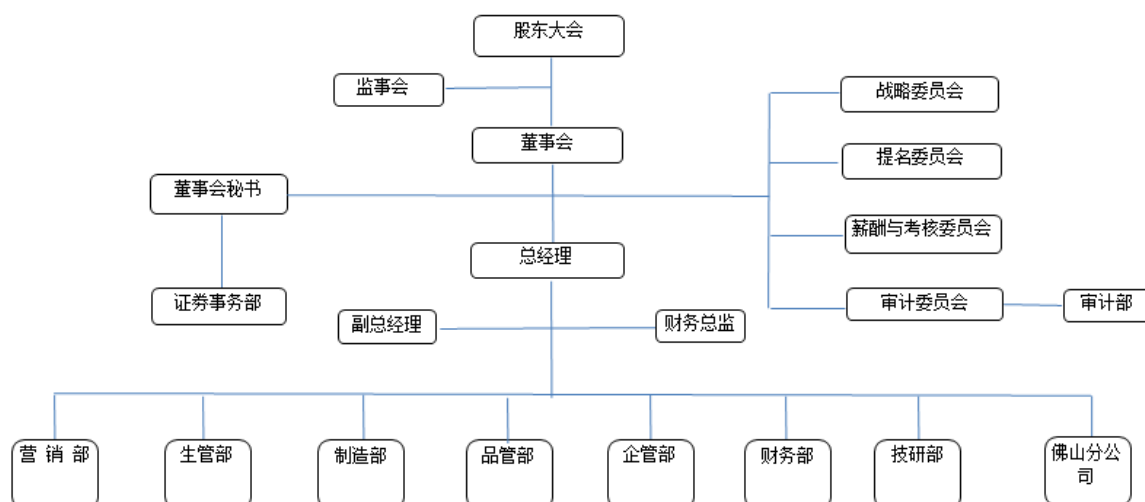 股东大会
监事会
战略委员会
董事会
提名委员会
董事会秘书
薪酬与考核委员会
总经理
证券事务部
审计委员会
审计部
副总经理
财务总监
营 销 部
生管部
制造部
品管部
企管部
财务部
技研部
佛山分公
司